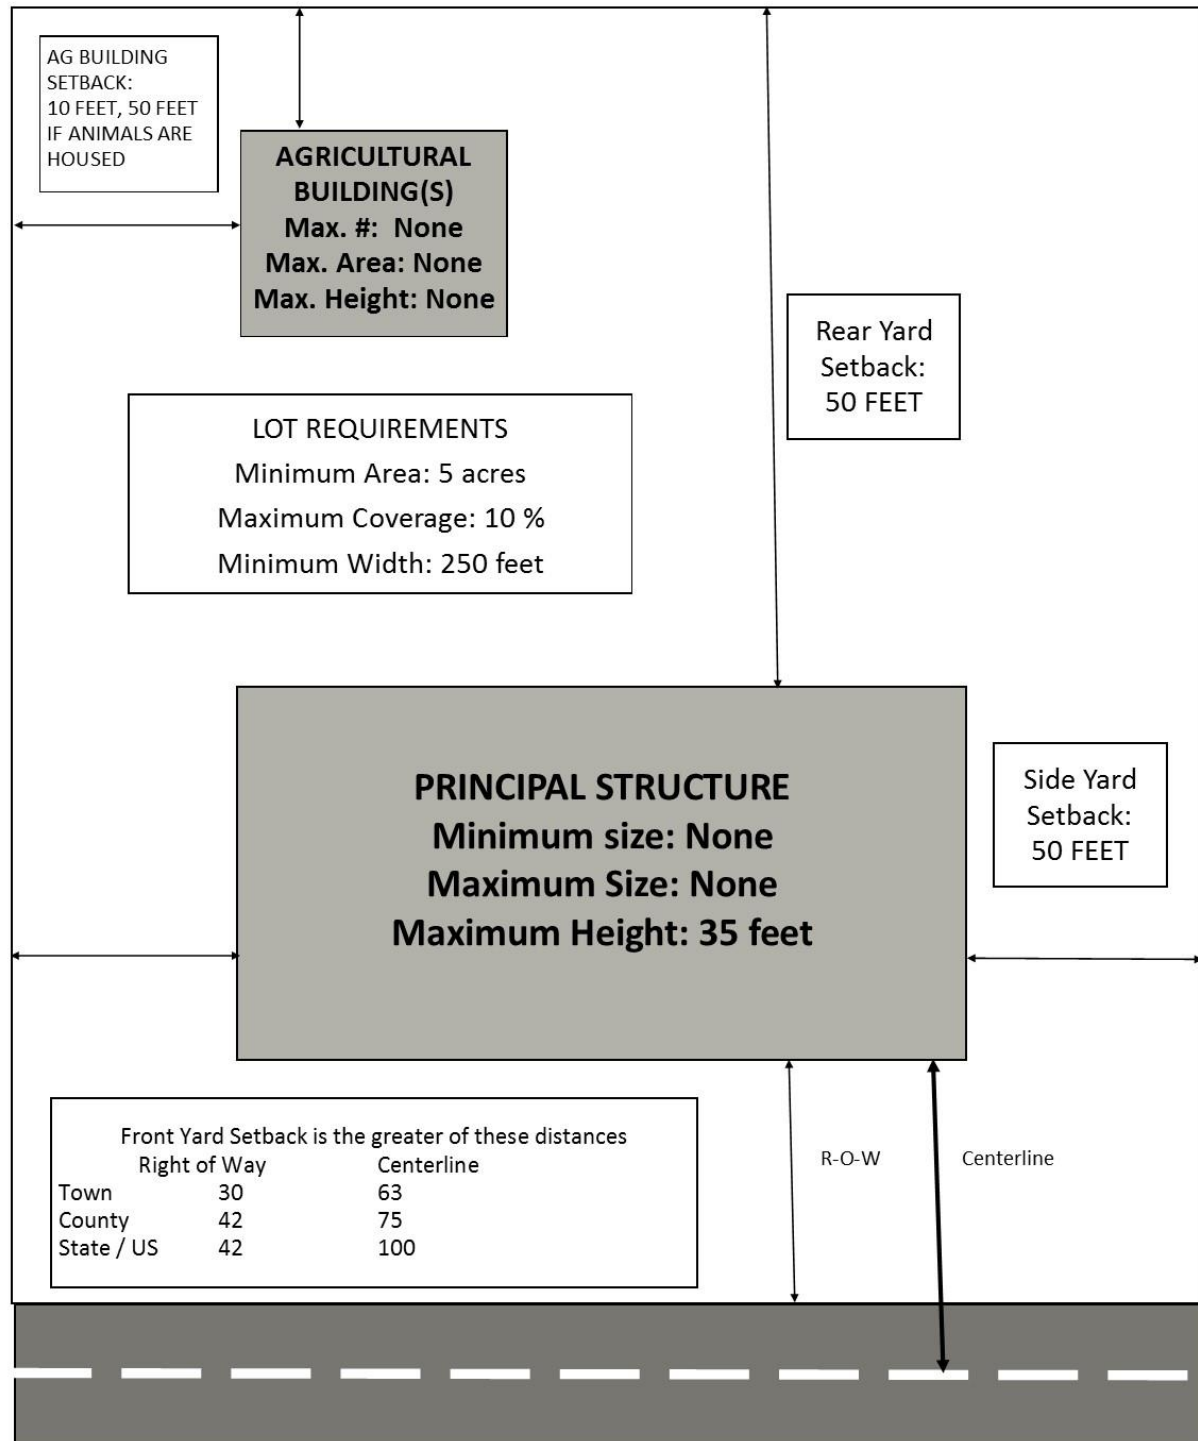 AG BUILDING
SETBACK:
10 FEET, 50 FEET
IF ANIMALS ARE
HOUSED
AGRICULTURAL
BUILDING(S)
Max. #: None
Max. Area: None
Max. Height: None
Rear Yard
Setback:
50 FEET
LOT REQUIREMENTS
Minimum Area: 5 acres
Maximum Coverage: 10 %
Minimum Width: 250 feet
PRINCIPAL STRUCTURE
Minimum size: None
Maximum Size: None
Maximum Height: 35 feet
Side Yard
Setback:
50 FEET
Front Yard Setback is the greater of these distances
Right of Way Centerline
Town 30 63
County 42 75
State / US 42 100
R-O-W
Centerline